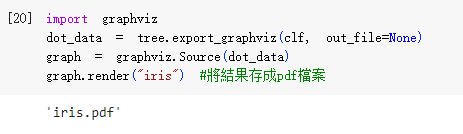 [20] import graphviz
dot_data = tree.export_graphviz(clf, out_file=None)
graph = graphviz.Source(dot_data)
graph.render("iris") #將結果存成pdf檔案
'iris.pdf'